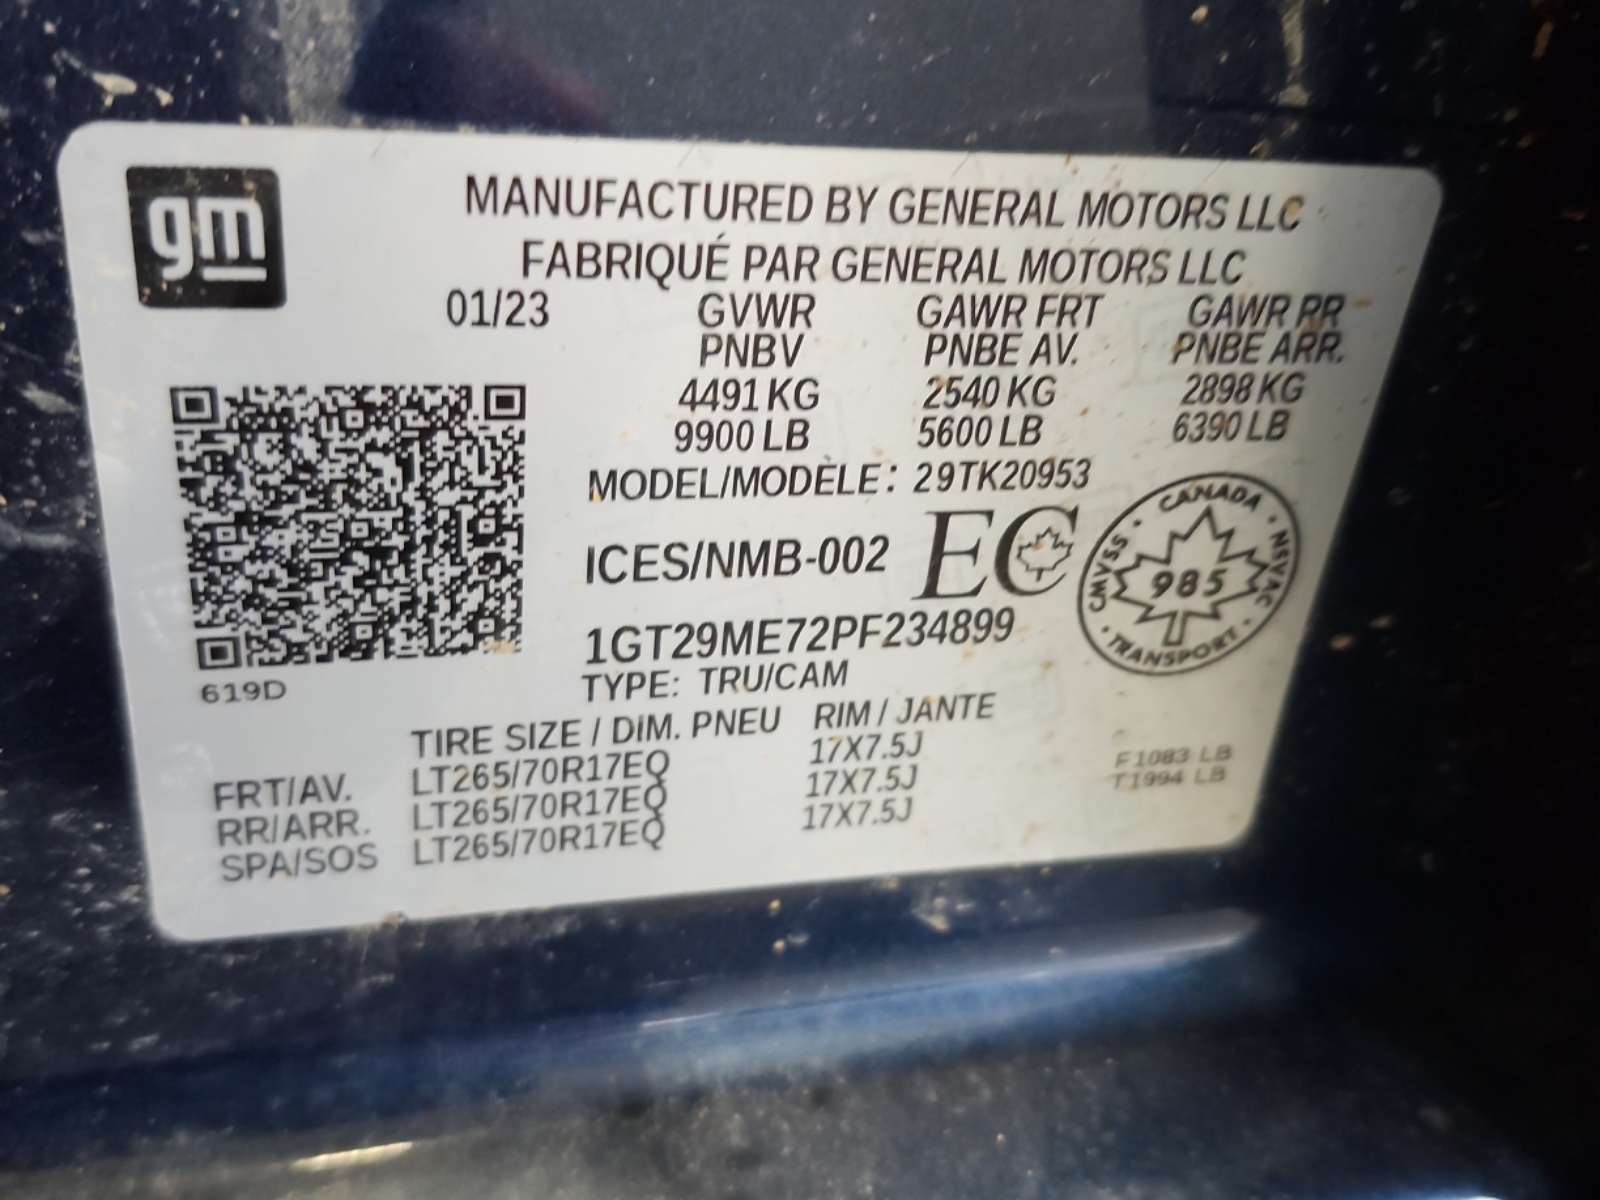 gm
MANUFACTURED BY GENERAL MOTORS LLC
FABRIQUÉ PAR GENERAL MOTORS LLC
01/23 GVWR GAWR FRT GAWR RR
PNBV PNBE AV. PNBE ARR.
4491 KG 2540 KG 2898 KG
9900 LB 5600 LB 6390 LB
MODEL/MODÈLE: 29TK20953
ICES/NMB-002 EC
CANADA · NSVAC · TRANSPORT · CMVSS ·
985
1GT29ME72PF234899
TYPE: TRU/CAM
619D
TIRE SIZE / DIM. PNEU RIM / JANTE
FRT/AV. LT265/70R17EQ 17X7.5J
RR/ARR. LT265/70R17EQ 17X7.5J
SPA/SOS LT265/70R17EQ 17X7.5J
F1083 LB
T1994 LB